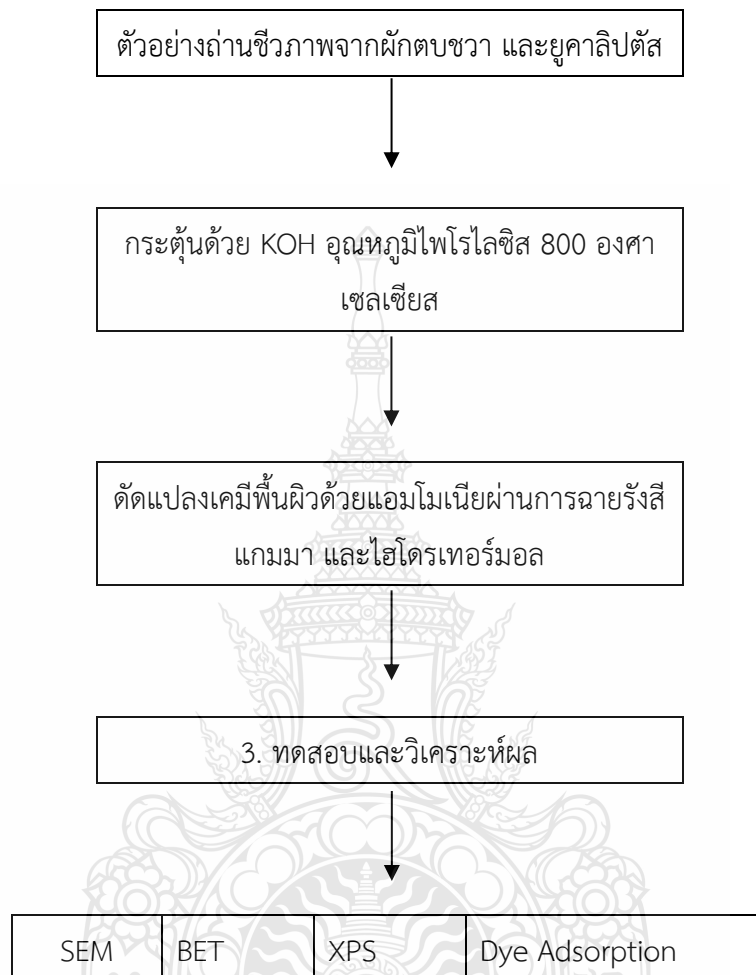 ตัวอย่างถ่านชีวภาพจากผักตบชวา และยูคาลิปตัส
กระตุ้นด้วย KOH อุณหภูมิไพโรไลซิส 800 องศา
เซลเซียส
ดัดแปลงเคมีพื้นผิวด้วยแอมโมเนียผ่านการฉายรังสี
แกมมา และไฮโดรเทอร์มอล
3. ทดสอบและวิเคราะห์ผล
SEM BET XPS Dye Adsorption